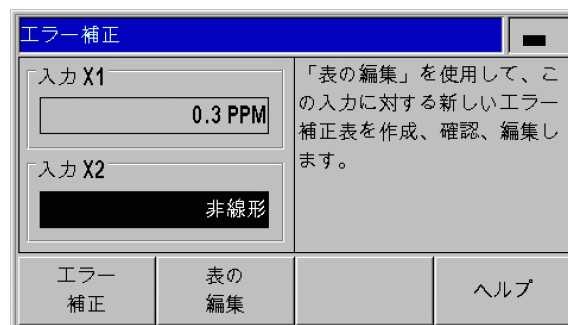 エラー補正
入力 X1
0.3 PPM
入力 X2
非線形
「表の編集」を使用して、こ
の入力に対する新しいエラー
補正表を作成、確認、編集し
ます。
エラー
補正
表の
編集
ヘルプ